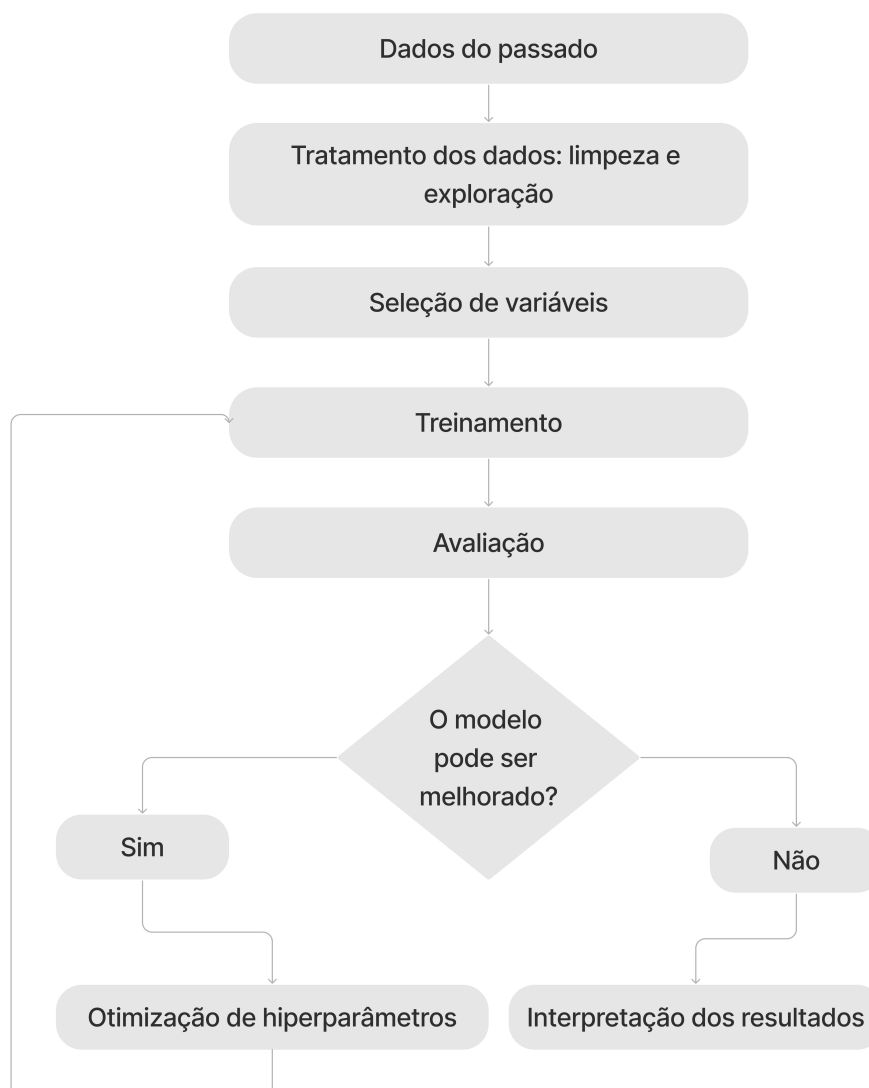 Dados do passado
Tratamento dos dados: limpeza e
exploração
Seleção de variáveis
Treinamento
Avaliação
O modelo
pode ser
melhorado?
Sim
Não
Otimização de hiperparâmetros
Interpretação dos resultados